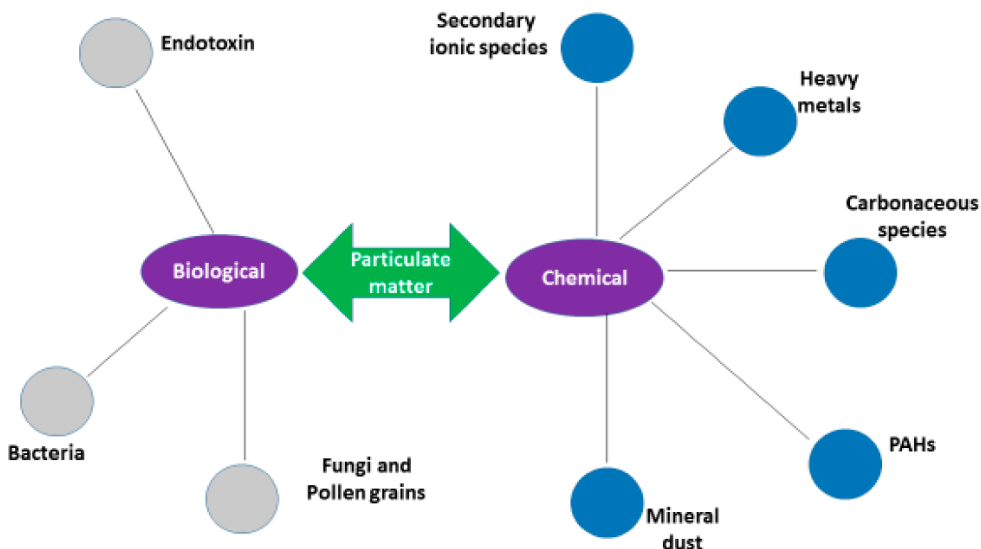 Endotoxin
Secondary
ionic species
Heavy
metals
Carbonaceous
species
Biological
Particulate
matter
Chemical
Bacteria
Fungi and
Pollen grains
PAHs
Mineral
dust